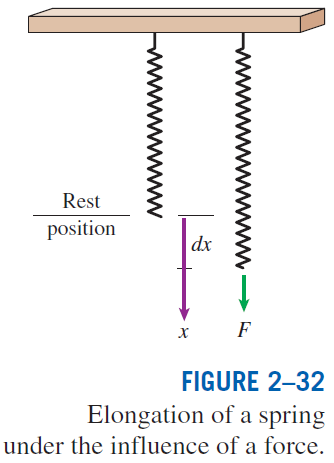 Rest
position
dx
x
F
FIGURE 2–32
Elongation of a spring
under the influence of a force.